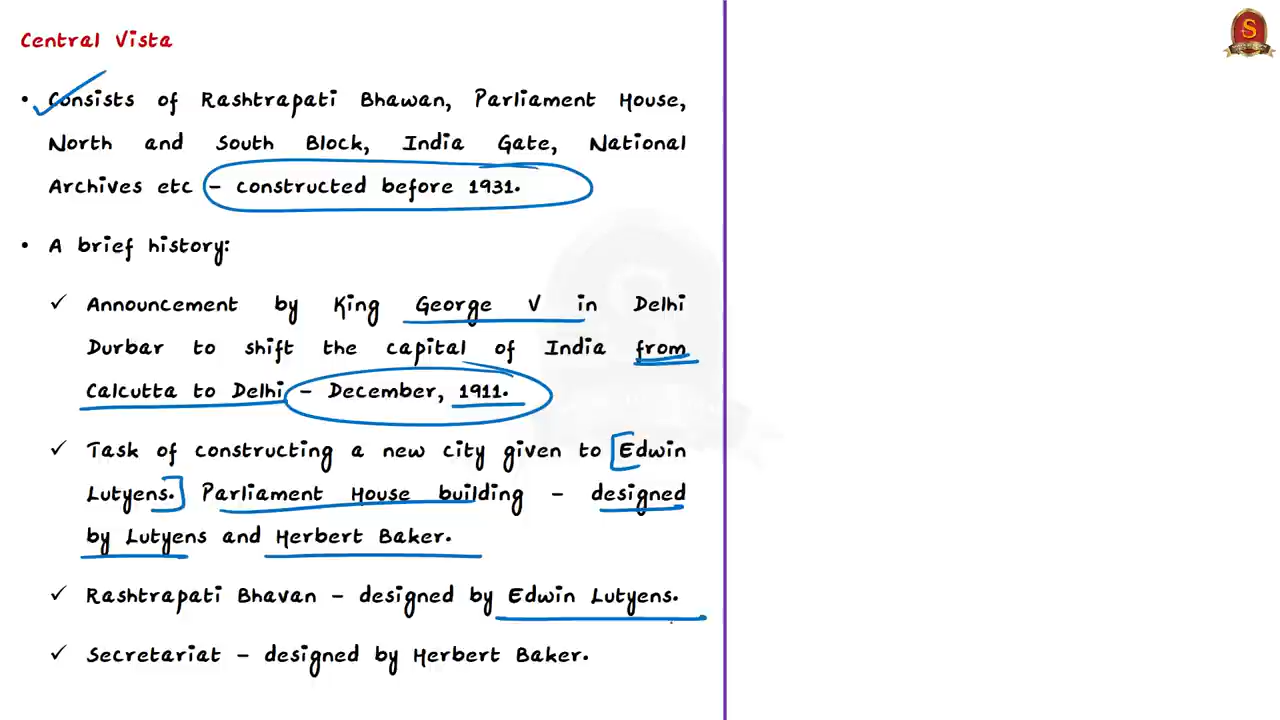 Central Vista
• Consists of Rashtrapati Bhawan, Parliament House,
North and South Block, India Gate, National
Archives etc – constructed before 1931.
• A brief history:
✓ Announcement by King George V in Delhi
Durbar to shift the capital of India from
Calcutta to Delhi – December, 1911.
✓ Task of constructing a new city given to Edwin
Lutyens. Parliament House building – designed
by Lutyens and Herbert Baker.
✓ Rashtrapati Bhavan – designed by Edwin Lutyens.
✓ Secretariat – designed by Herbert Baker.
S